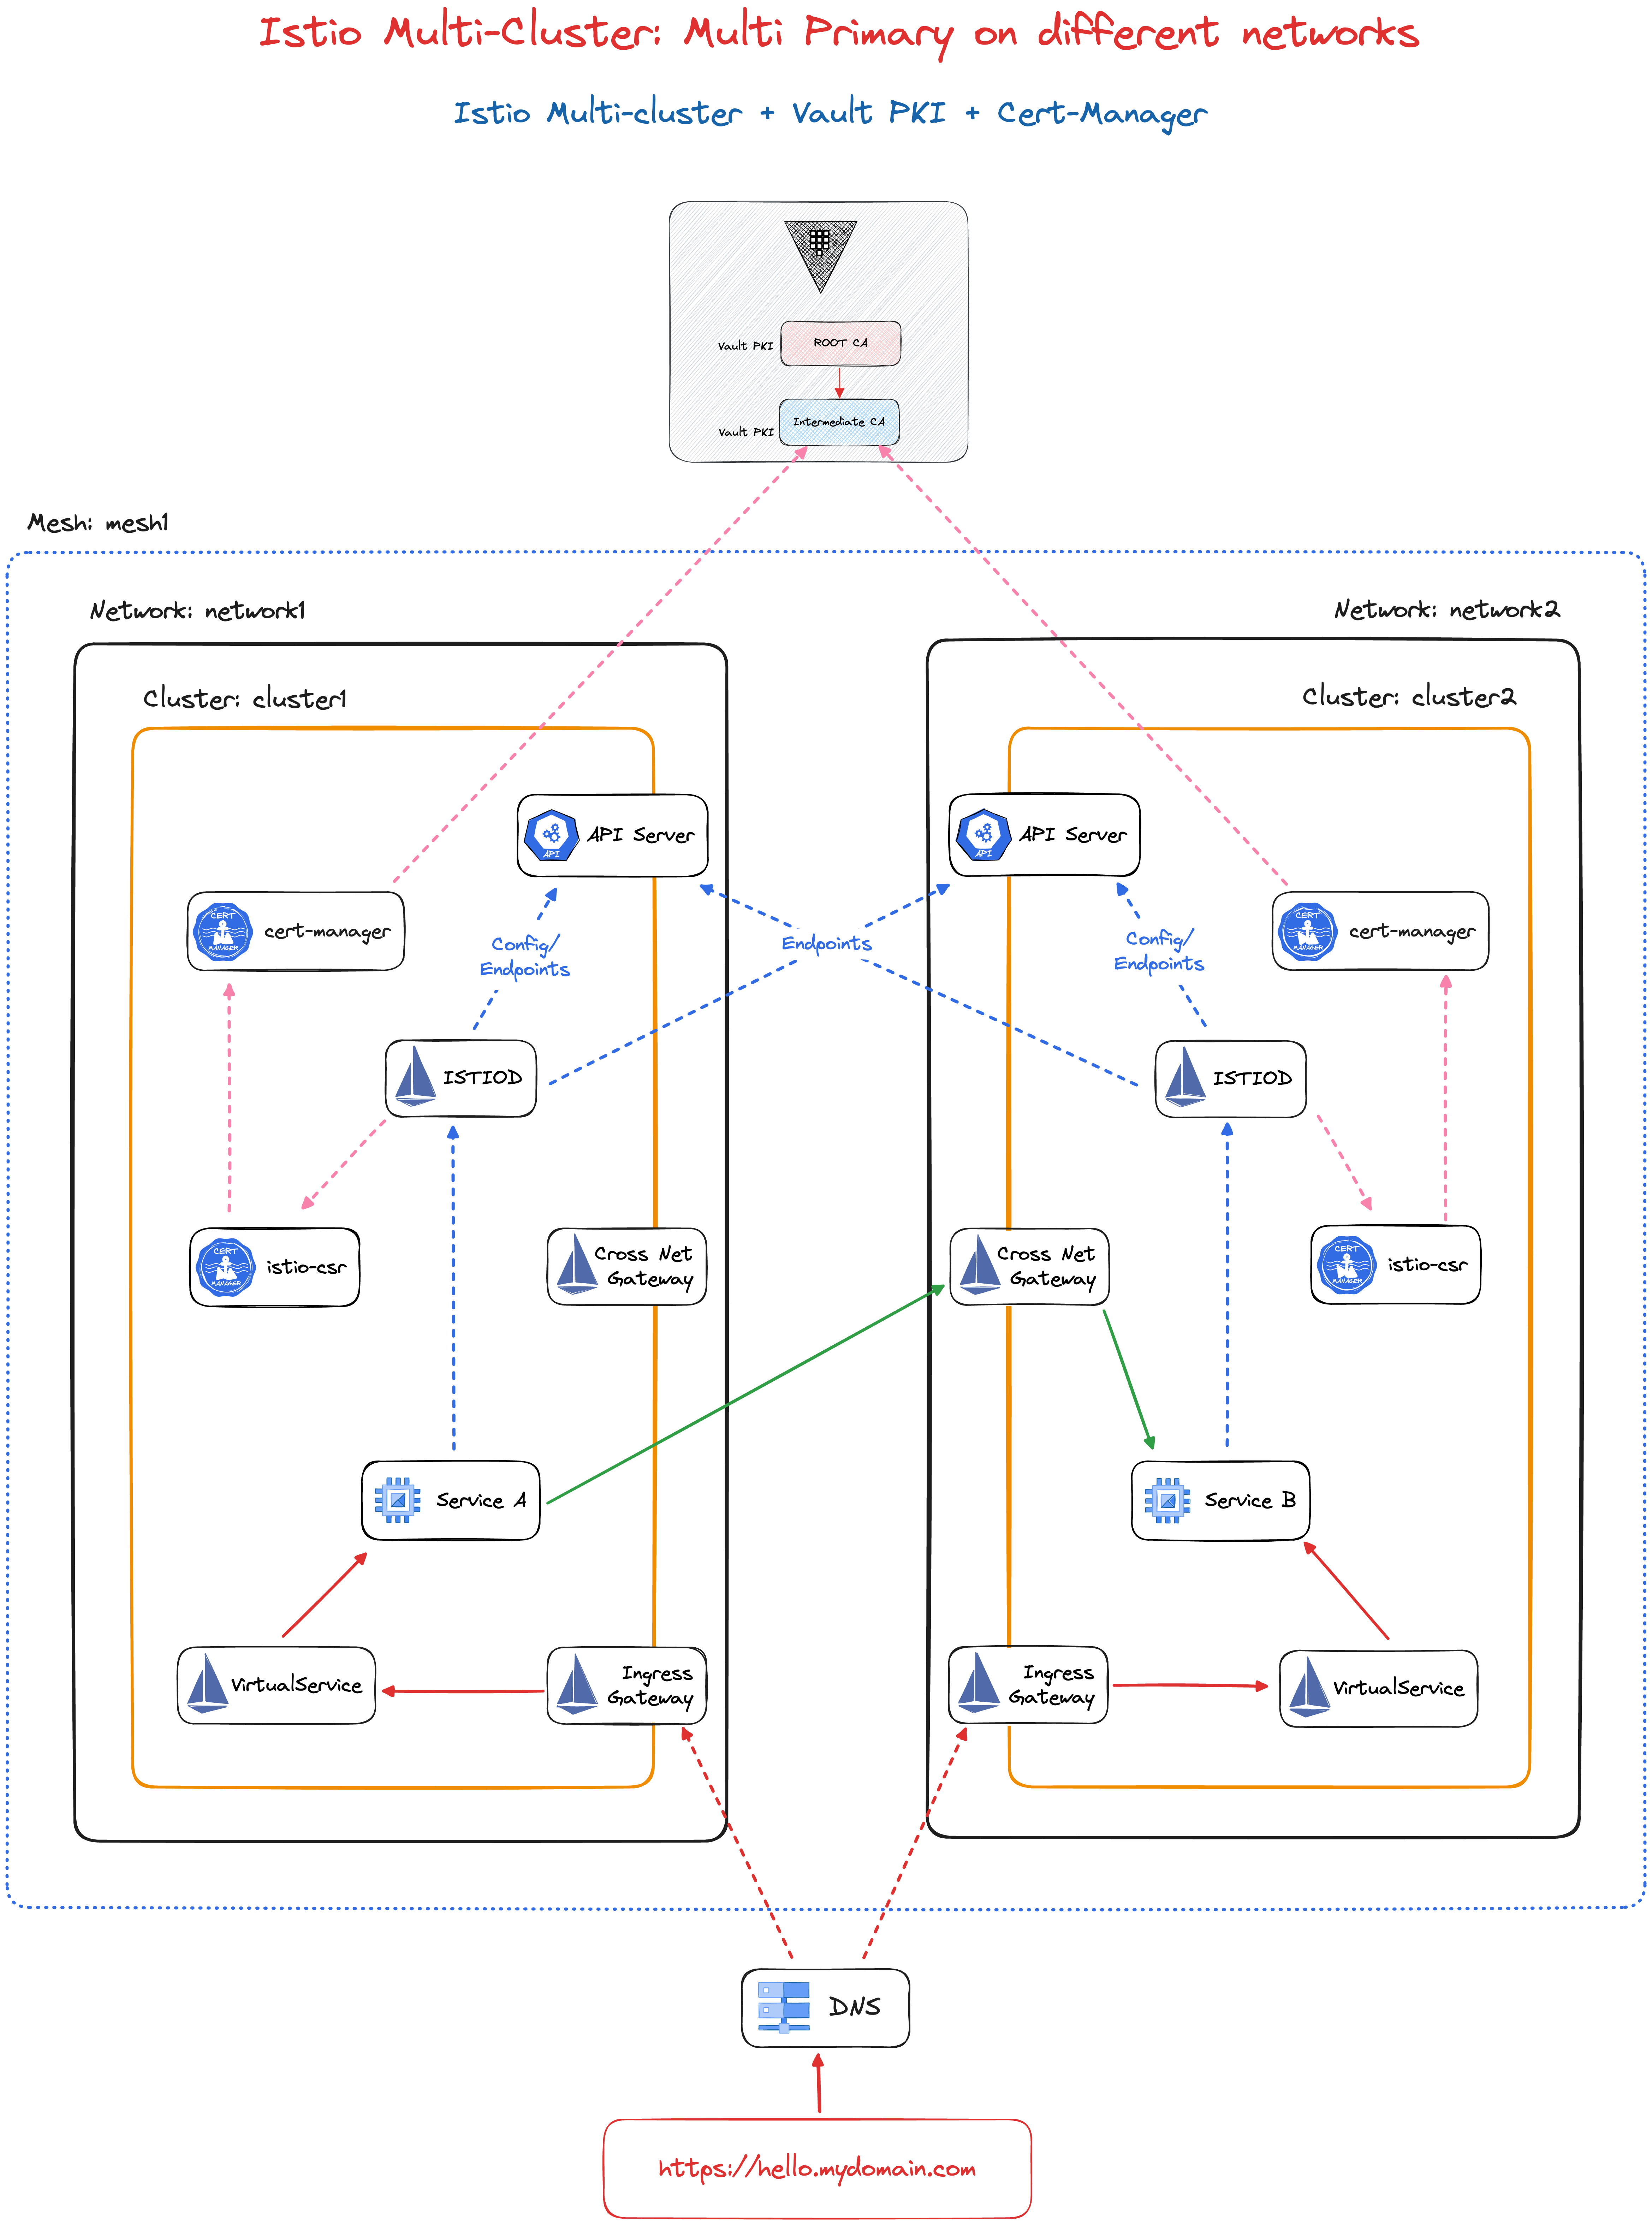 Istio Multi-Cluster: Multi Primary on different networks
Istio Multi-cluster + Vault PKI + Cert-Manager
Vault PKI
ROOT CA
Vault PKI
Intermediate CA
Mesh: mesh1
Network: network1
Network: network2
Cluster: cluster1
Cluster: cluster2
API
API Server
API
API Server
CERT
MANAGER
cert-manager
Config/
Endpoints
Endpoints
Config/
Endpoints
CERT
MANAGER
cert-manager
ISTIOD
ISTIOD
CERT
MANAGER
istio-csr
Cross Net
Gateway
Cross Net
Gateway
CERT
MANAGER
istio-csr
Service A
Service B
VirtualService
Ingress
Gateway
Ingress
Gateway
VirtualService
DNS
https://hello.mydomain.com